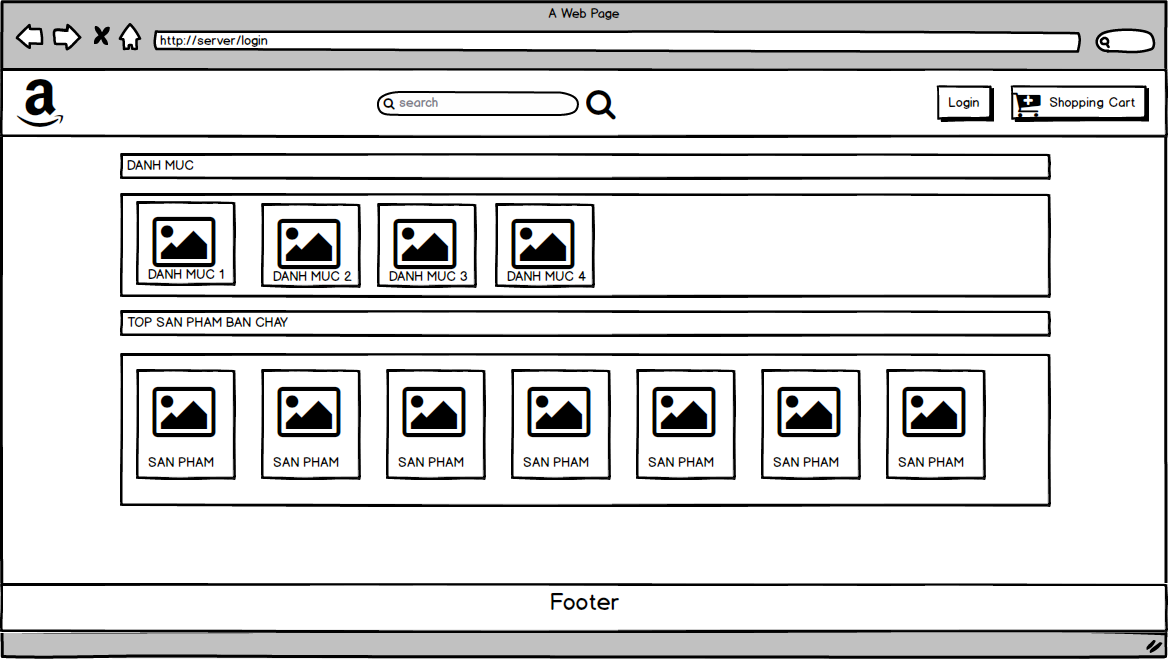 A Web Page
http://server/login
a
search
Login
Shopping Cart
DANH MUC
DANH MUC 1
DANH MUC 2
DANH MUC 3
DANH MUC 4
TOP SAN PHAM BAN CHAY
SAN PHAM
SAN PHAM
SAN PHAM
SAN PHAM
SAN PHAM
SAN PHAM
SAN PHAM
Footer